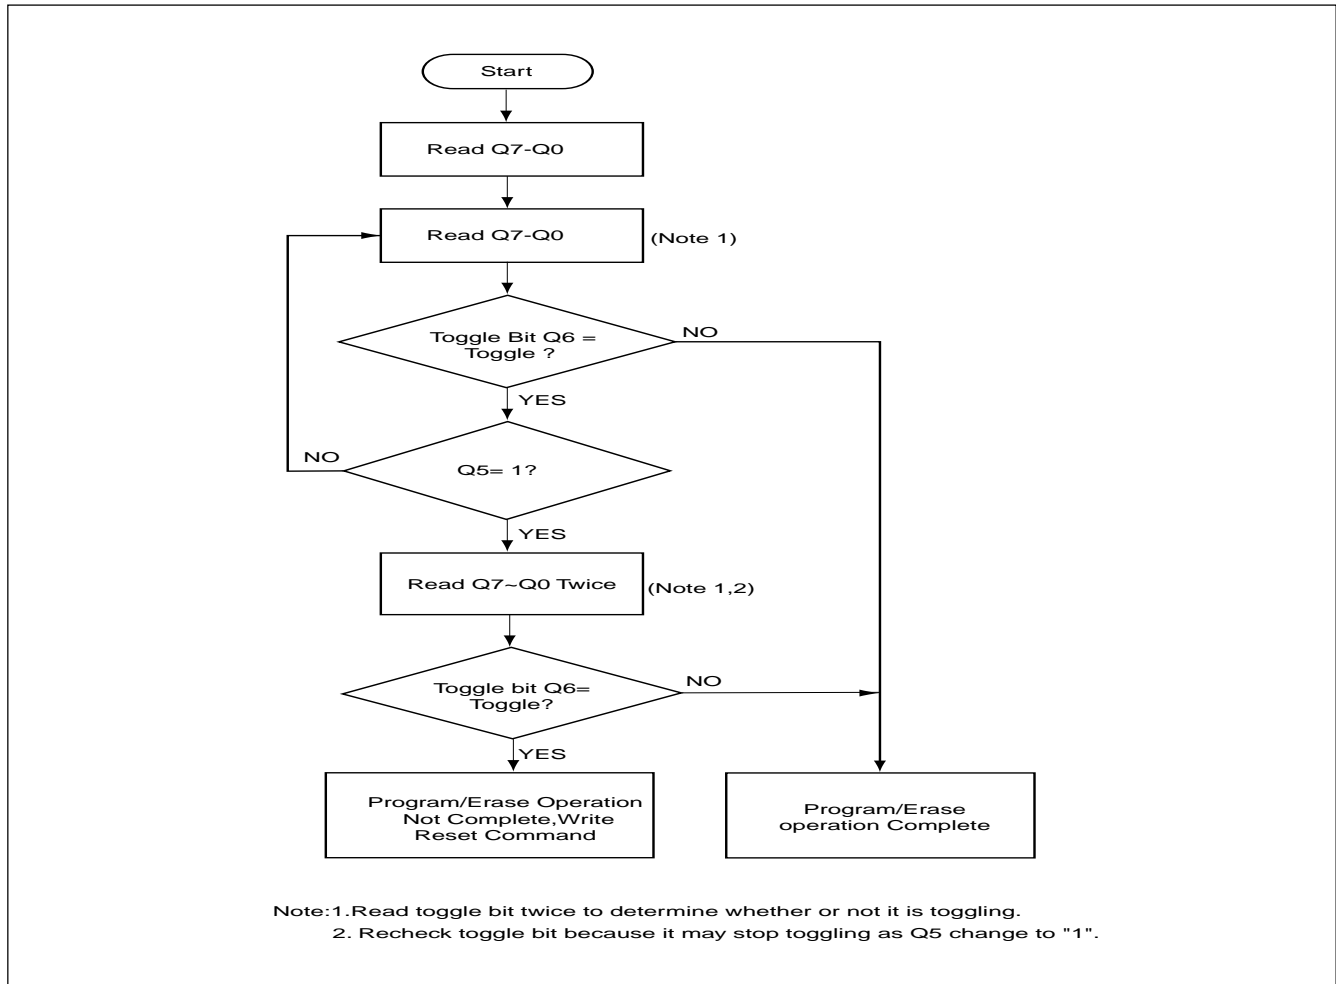 Start
Read Q7-Q0
Read Q7-Q0
(Note 1)
Toggle Bit Q6 =
Toggle ?
NO
YES
NO
Q5= 1?
YES
Read Q7~Q0 Twice
(Note 1,2)
Toggle bit Q6=
Toggle?
NO
YES
Program/Erase Operation
Not Complete,Write
Reset Command
Program/Erase
operation Complete
Note:1.Read toggle bit twice to determine whether or not it is toggling.
2. Recheck toggle bit because it may stop toggling as Q5 change to "1".